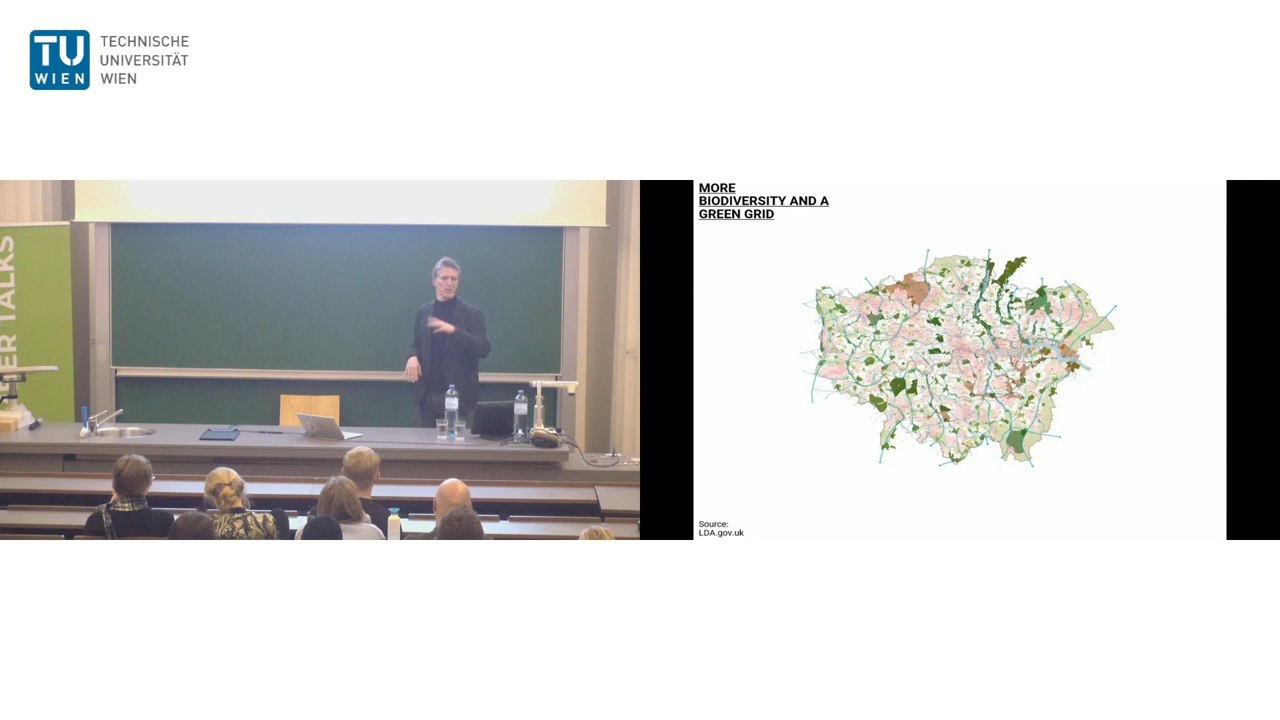 TU
WIEN
TECHNISCHE
UNIVERSITÄT
WIEN
ER TALKS
MORE
BIODIVERSITY AND A
GREEN GRID
Source:
LDA.gov.uk